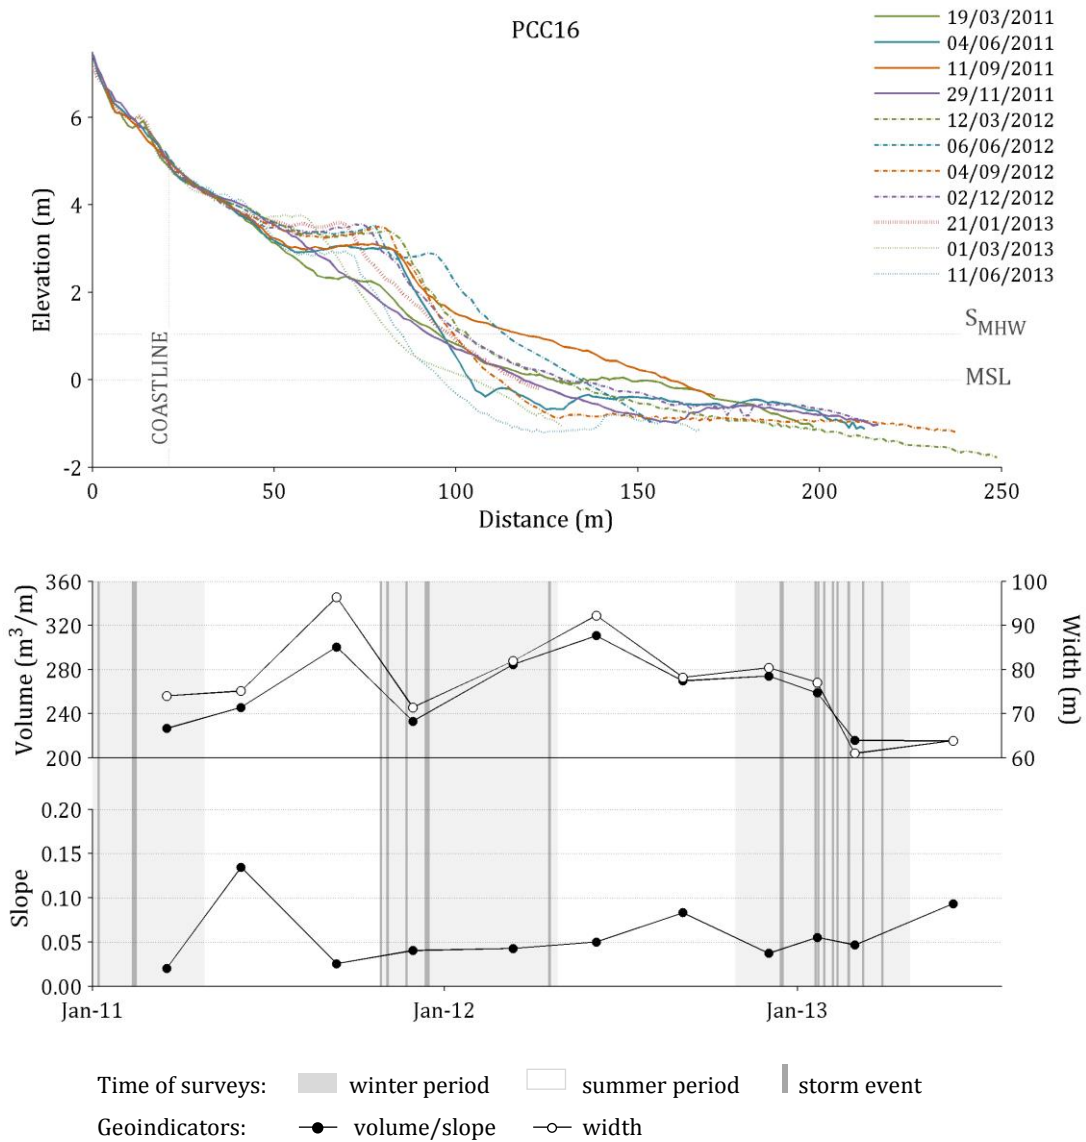 PCC16
19/03/2011
04/06/2011
11/09/2011
29/11/2011
12/03/2012
06/06/2012
04/09/2012
02/12/2012
21/01/2013
01/03/2013
11/06/2013
Elevation (m)
6
4
2
0
-2
COASTLINE
S_MHW
MSL
0 50 100 150 200 250
Distance (m)
Volume (m³/m)
360
320
280
240
200
Width (m)
100
90
80
70
60
Slope
0.20
0.15
0.10
0.05
0.00
Jan-11 Jan-12 Jan-13
Time of surveys: winter period summer period storm event
Geoindicators: volume/slope width